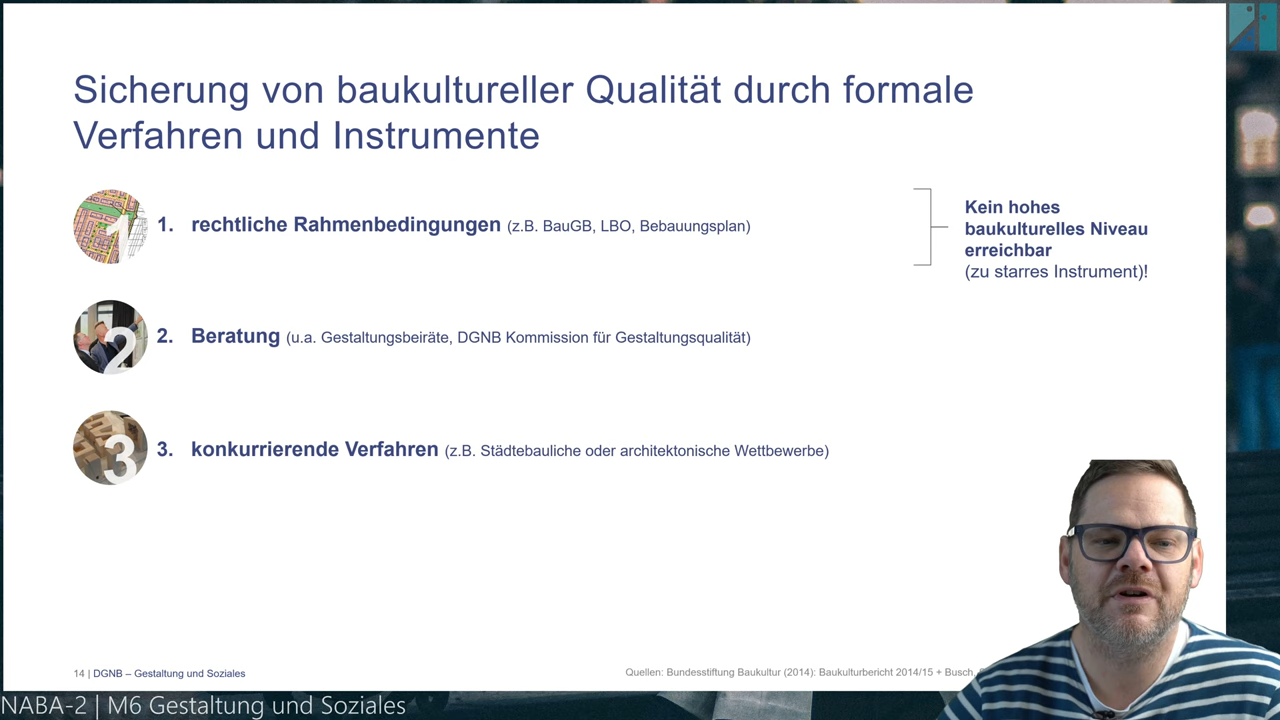 Sicherung von baukultureller Qualität durch formale
Verfahren und Instrumente
1. rechtliche Rahmenbedingungen (z.B. BauGB, LBO, Bebauungsplan)
Kein hohes
baukulturelles Niveau
erreichbar
(zu starres Instrument)!
2
2. Beratung (u.a. Gestaltungsbeiräte, DGNB Kommission für Gestaltungsqualität)
3
3. konkurrierende Verfahren (z.B. Städtebauliche oder architektonische Wettbewerbe)
14 | DGNB – Gestaltung und Soziales
Quellen: Bundesstiftung Baukultur (2014): Baukulturbericht 2014/15 + Busch,
NABA-2 | M6 Gestaltung und Soziales